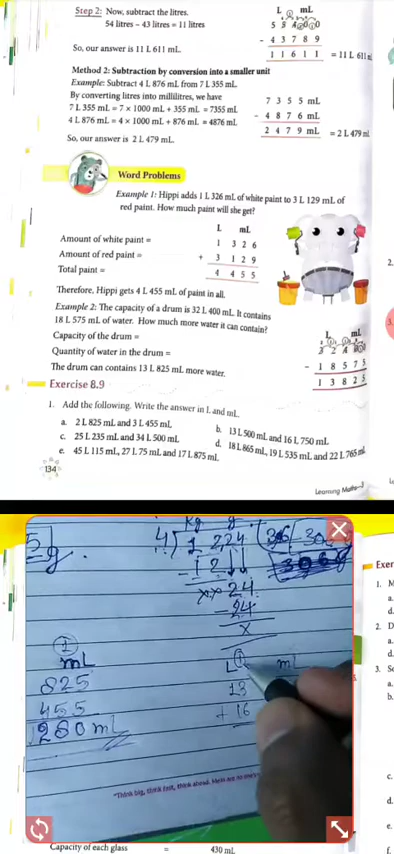 Step 2: Now, subtract the litres.
54 litres – 43 litres = 11 litres
L mL
So, our answer is 11 L 611 mL.
- 4 3 7 8 9
1 1 6 1 1 = 11 L 611
Method 2: Subtraction by conversion into a smaller unit
Example: Subtract 4 L 876 mL from 7 L 355 mL.
By converting litres into millilitres, we have
7 L 355 mL = 7 × 1000 mL + 355 mL = 7355 mL
4 L 876 mL = 4 × 1000 mL + 876 mL = 4876 mL
7 3 5 5 mL
- 4 8 7 6 mL
2 4 7 9 mL = 2 L 479 ml
So, our answer is 2 L 479 mL.
Word Problems
Example 1: Hippi adds 1 L 326 mL of white paint to 3 L 129 mL of
red paint. How much paint will she get?
L mL
Amount of white paint = 1 3 2 6
Amount of red paint = + 3 1 2 9
Total paint = 4 4 5 5
Therefore, Hippi gets 4 L 455 mL of paint in all.
Example 2: The capacity of a drum is 32 L 400 mL. It contains
18 L 575 mL of water. How much more water it can contain?
L mL
Capacity of the drum =
Quantity of water in the drum = - 1 8 5 7 5
The drum can contains 13 L 825 mL more water. 1 3 8 2 5
Exercise 8.9
1. Add the following. Write the answer in L and mL.
a. 2 L 825 mL and 3 L 455 mL
b. 13 L 500 mL and 16 L 750 mL
c. 25 L 235 mL and 34 L 500 mL
d. 18 L 865 mL, 19 L 535 mL and 22 L 765 ml
e. 45 L 115 mL, 27 L 75 mL and 17 L 875 mL
134
Learning Maths—3
2.
3.
kg g
5g.
4) 1 2,24 (
- 1 2 ↓↓
×× 24
- 24
×
1
mL
825
455
280 mL
L 1 mL
13
+ 16
"Think big, think fast, think ahead.
Exer
1.
a.
d.
2. D
a.
d.
3. S
a.
b.
c.
d.
e.
f.
Capacity of each glass = 430 mL